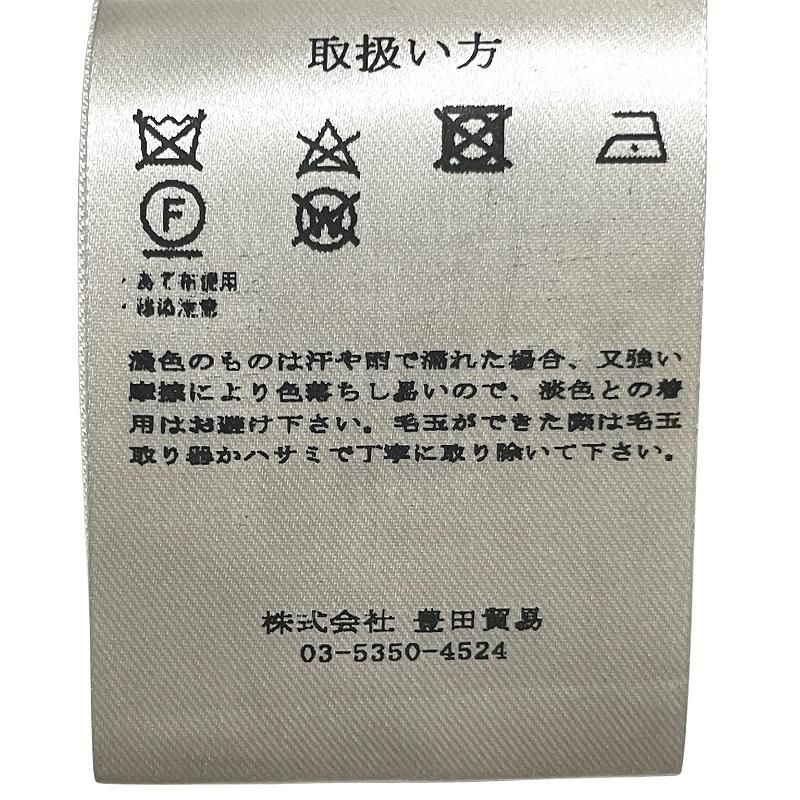 取扱い方
F
W
・あて布使用
・移染注意
濃色のものは汗や雨で濡れた場合、又強い
摩擦により色落ちし易いので、淡色との着
用はお避け下さい。毛玉ができた際は毛玉
取り器かハサミで丁寧に取り除いて下さい。
株式会社 豊田貿易
03-5350-4524